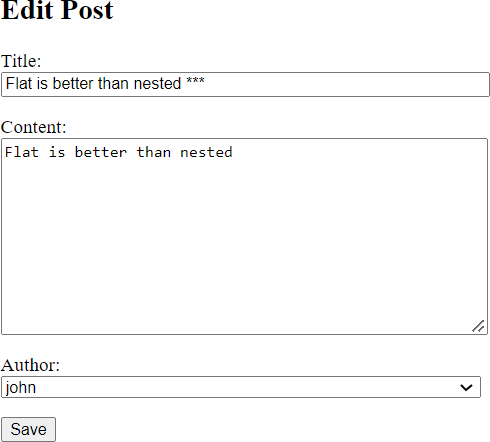 Edit Post
Title:
Flat is better than nested ***
Content:
Flat is better than nested
Author:
john
Save